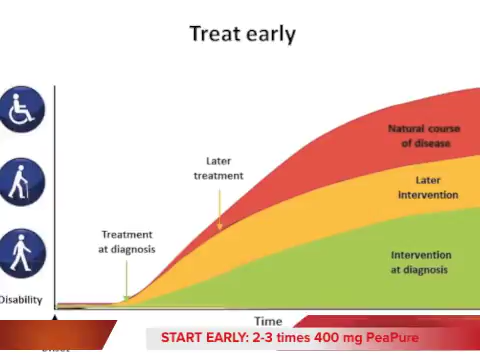 Treat early
Natural course
of disease
Later
treatment
Later
intervention
Treatment
at diagnosis
Intervention
at diagnosis
Disability
Time
START EARLY: 2-3 times 400 mg PeaPure